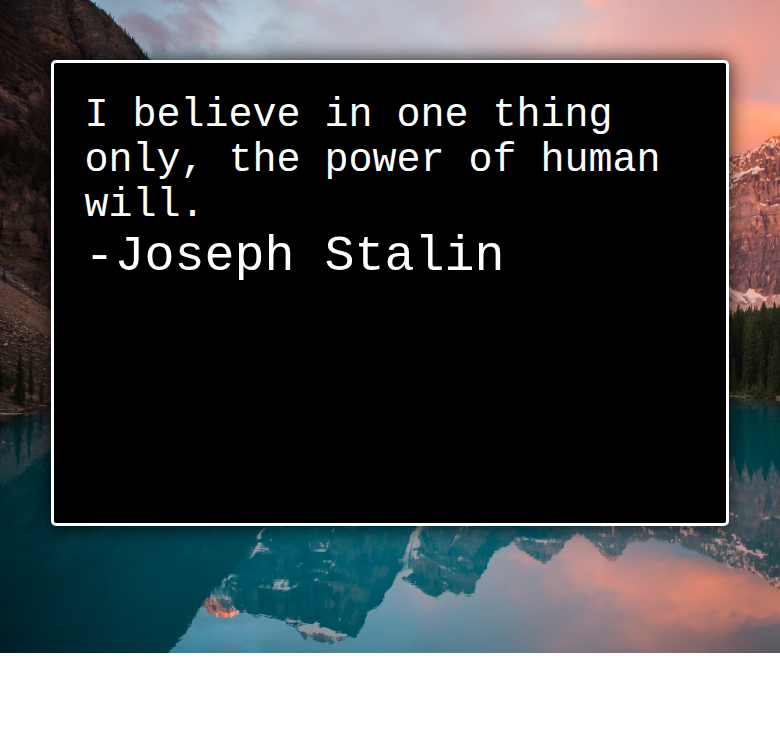 I believe in one thing
only, the power of human
will.
-Joseph Stalin